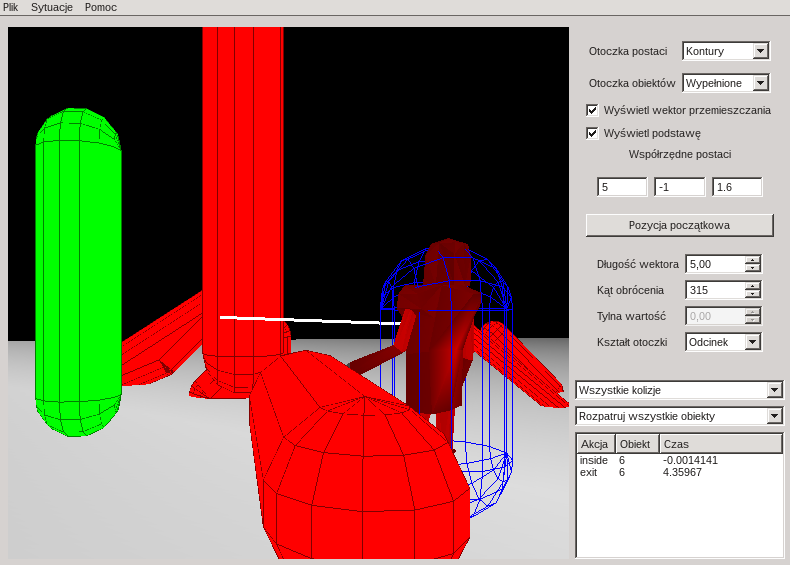 Plik Sytuacje Pomoc
Otoczka postaci Kontury
Otoczka obiektów Wypełnione
Wyświetl wektor przemieszczania
Wyświetl podstawę
Współrzędne postaci
5 -1 1.6
Pozycja początkowa
Długość wektora 5,00
Kąt obrócenia 315
Tylna wartość 0,00
Kształt otoczki Odcinek
Wszystkie kolizje
Rozpatruj wszystkie obiekty
Akcja Obiekt Czas
inside 6 -0.0014141
exit 6 4.35967